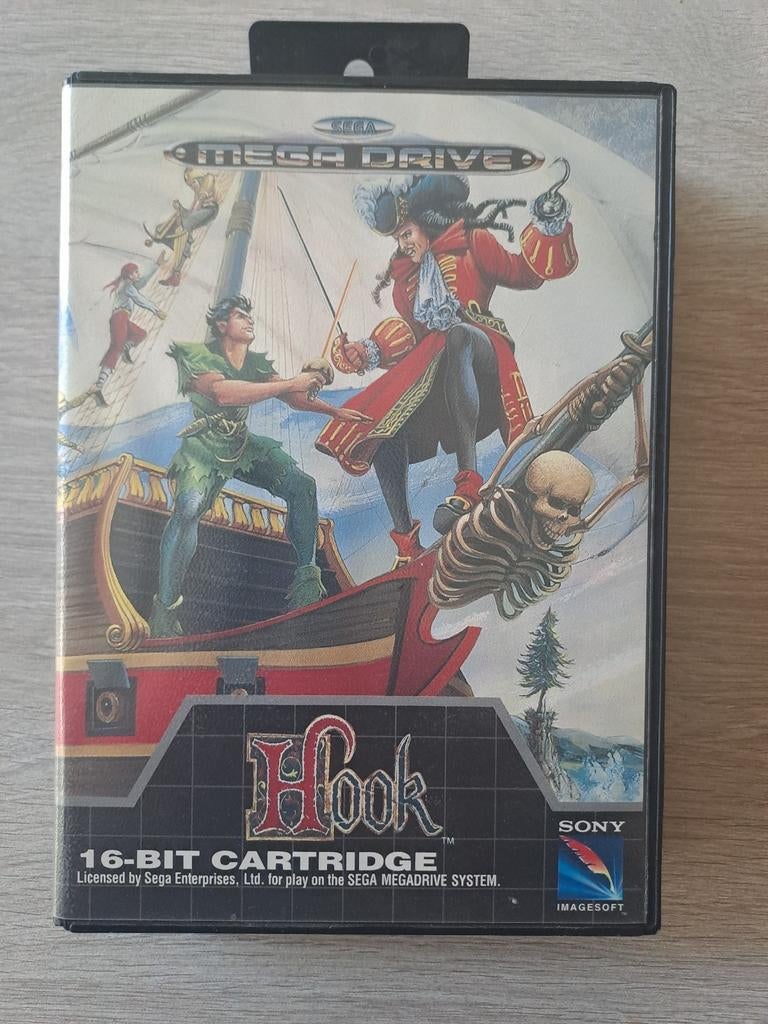 SEGA
MEGA DRIVE
Hook
™
16-BIT CARTRIDGE
Licensed by Sega Enterprises, Ltd. for play on the SEGA MEGADRIVE SYSTEM.
SONY
IMAGESOFT